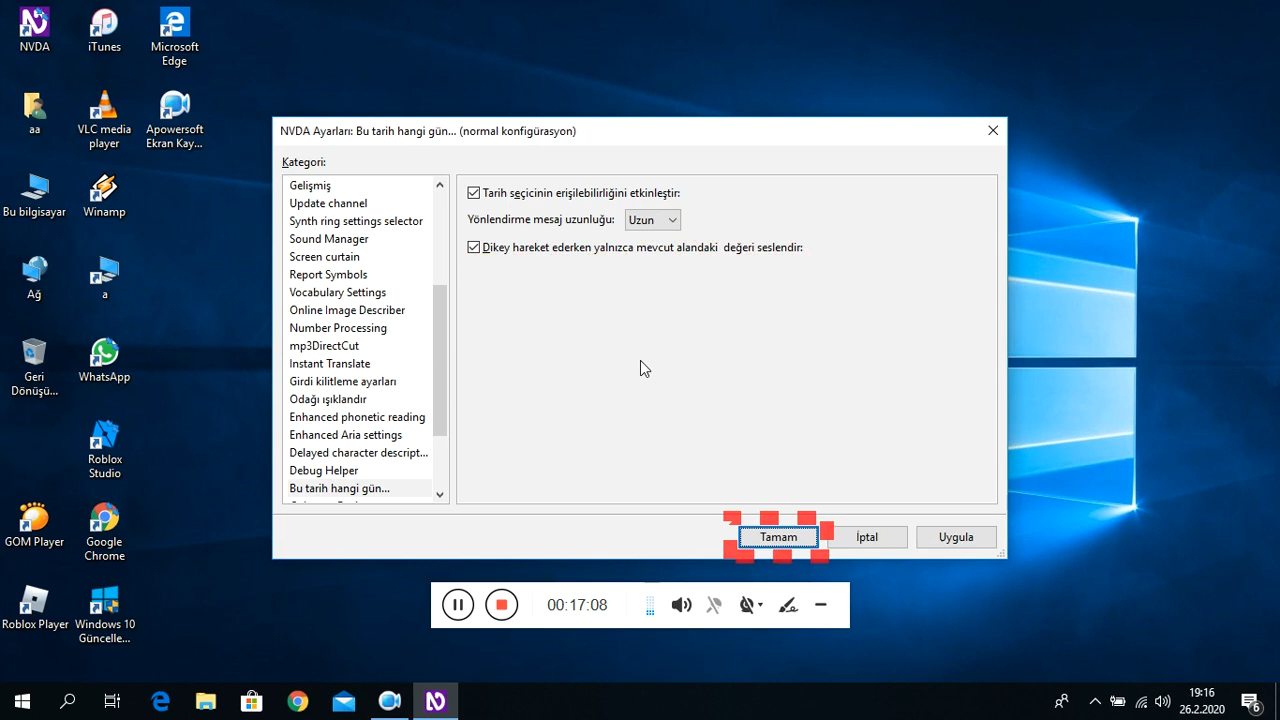 NVDA
iTunes
Microsoft
Edge
aa
VLC media
player
Apowersoft
Ekran Kay...
Bu bilgisayar
Winamp
Ağ
a
Geri
Dönüşü...
WhatsApp
Roblox
Studio
GOM Player
Google
Chrome
Roblox Player
Windows 10
Güncelle...
NVDA Ayarları: Bu tarih hangi gün... (normal konfigürasyon)
Kategori:
Gelişmiş
Update channel
Synth ring settings selector
Sound Manager
Screen curtain
Report Symbols
Vocabulary Settings
Online Image Describer
Number Processing
mp3DirectCut
Instant Translate
Girdi kilitleme ayarları
Odağı ışıklandır
Enhanced phonetic reading
Enhanced Aria settings
Delayed character descript...
Debug Helper
Bu tarih hangi gün...
Tarih seçicinin erişilebilirliğini etkinleştir:
Yönlendirme mesaj uzunluğu: Uzun
Dikey hareket ederken yalnızca mevcut alandaki değeri seslendir:
Tamam
İptal
Uygula
00:17:08
19:16
26.2.2020
6